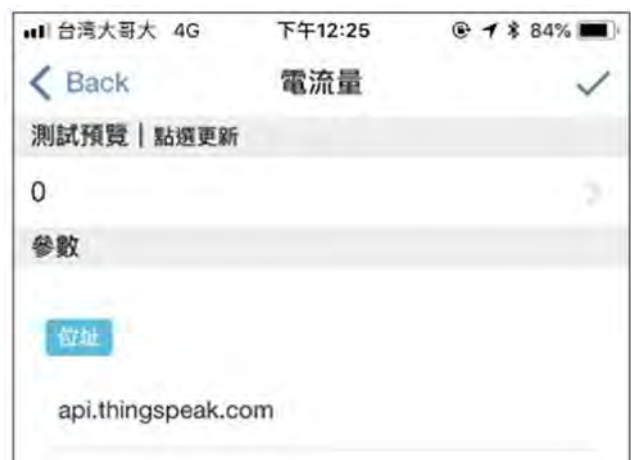 台湾大哥大 4G 下午12:25 84%
Back 電流量
測試預覽 | 點選更新
0
參數
位址
api.thingspeak.com